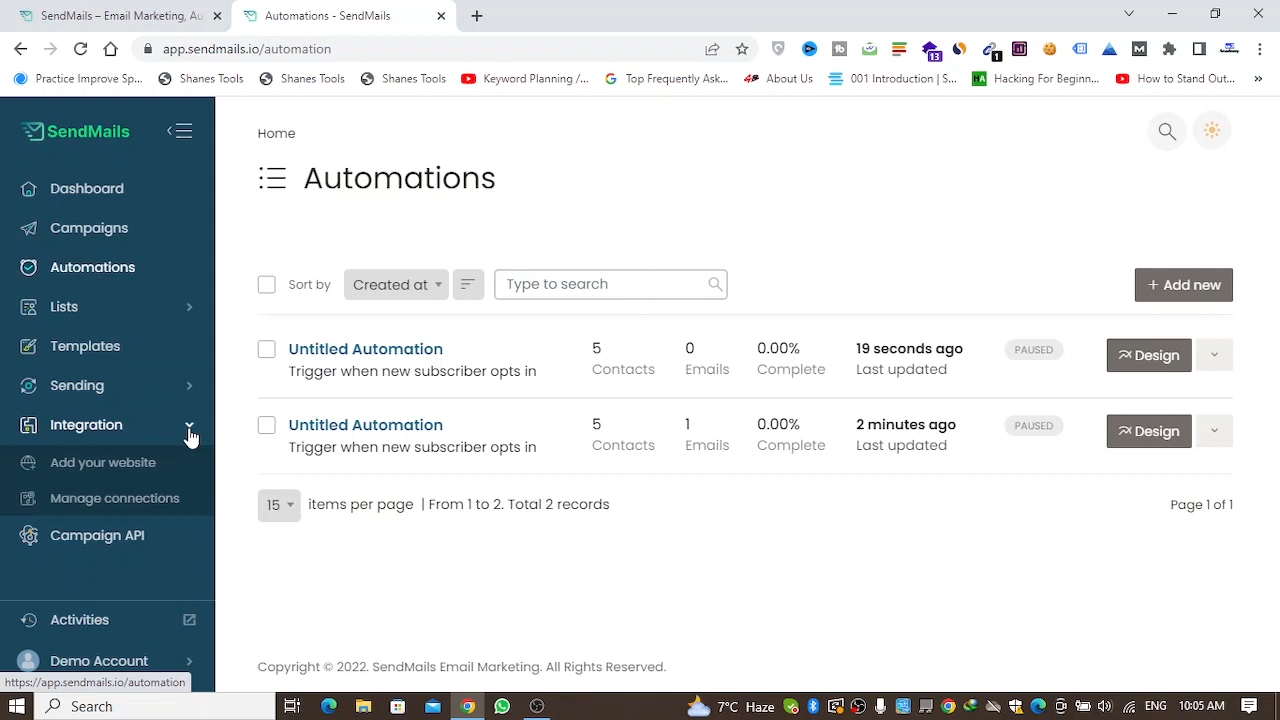 SendMails – Email Marketing, Au
Automations - SendMails
app.sendmails.io/automation
13
1
Practice Improve Sp...
Shanes Tools
Shanes Tools
Shanes Tools
Keyword Planning /...
Top Frequently Ask...
About Us
001 Introduction | S...
HA
Hacking For Beginn...
How to Stand Out...
»
SendMails
Home
Automations
Dashboard
Campaigns
Automations
Lists
Templates
Sending
Integration
Add your website
Manage connections
Campaign API
Activities
Demo Account
https://app.sendmails.io/automation
Sort by
Created at
Type to search
+ Add new
Untitled Automation
Trigger when new subscriber opts in
5
Contacts
0
Emails
0.00%
Complete
19 seconds ago
Last updated
PAUSED
Design
Untitled Automation
Trigger when new subscriber opts in
5
Contacts
1
Emails
0.00%
Complete
2 minutes ago
Last updated
PAUSED
Design
15
items per page | From 1 to 2. Total 2 records
Page 1 of 1
Copyright © 2022. SendMails Email Marketing. All Rights Reserved.
Search
7°C Haze
ENG
10:05 AM